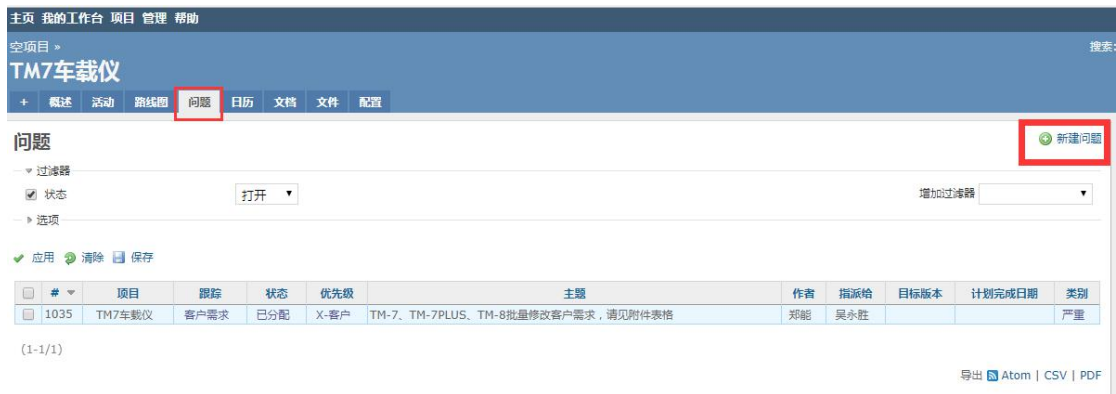 主页 我的工作台 项目 管理 帮助
空项目 »
搜索:
TM7车载仪
+ 概述 活动 路线图 问题 日历 文档 文件 配置
问题
新建问题
过滤器
状态 打开 增加过滤器
选项
应用 清除 保存
# 项目 跟踪 状态 优先级 主题 作者 指派给 目标版本 计划完成日期 类别
1035 TM7车载仪 客户需求 已分配 X-客户 TM-7、TM-7PLUS、TM-8批量修改客户需求，请见附件表格 郑能 吴永胜 严重
(1-1/1)
导出 Atom | CSV | PDF